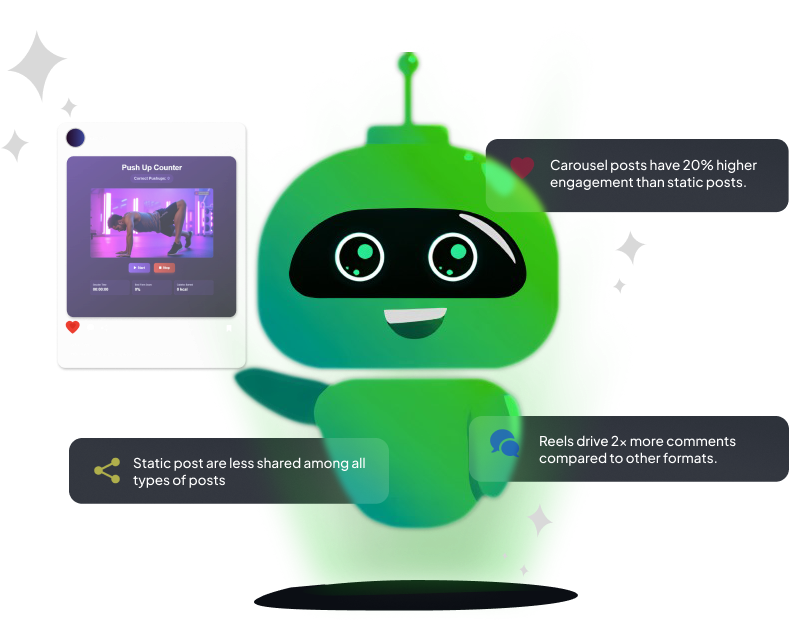 Push Up Counter
Carousel posts have 20% higher
engagement than static posts.
Static post are less shared among all
types of posts
Reels drive 2x more comments
compared to other formats.